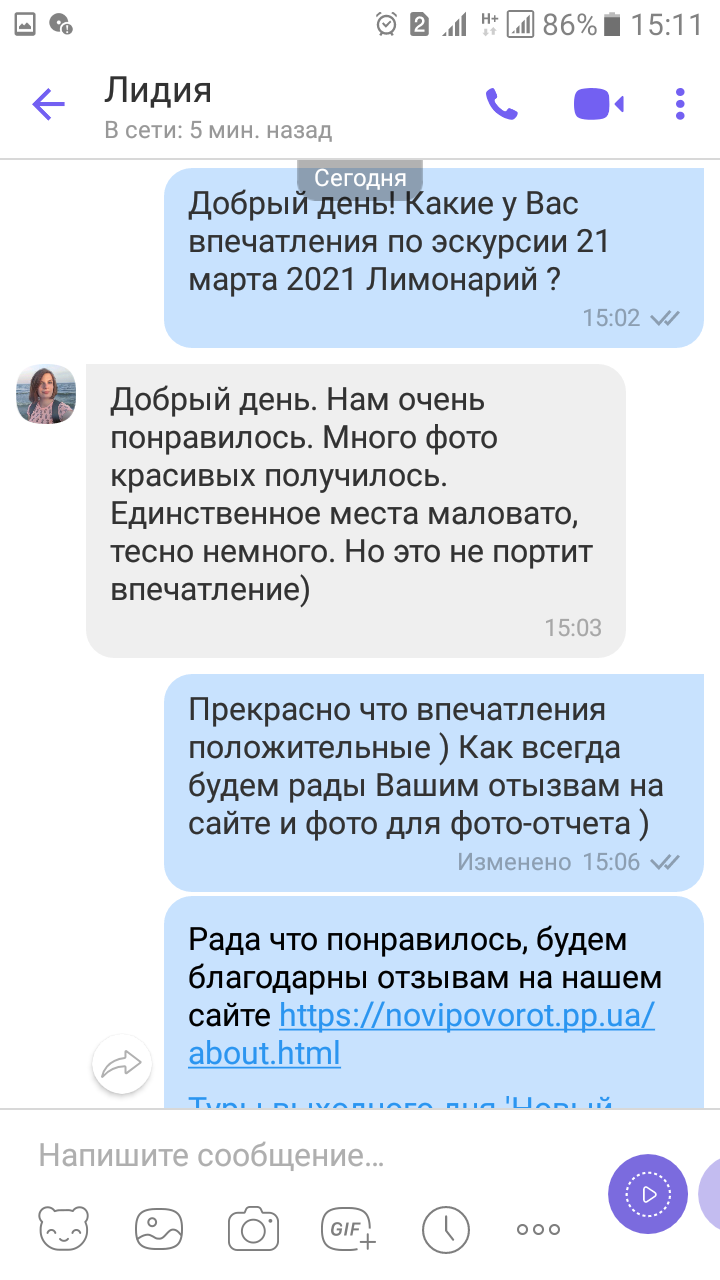 2 H+ 86% 15:11
Лидия
В сети: 5 мин. назад
Сегодня
Добрый день! Какие у Вас
впечатления по эскурсии 21
марта 2021 Лимонарий ?
15:02
Добрый день. Нам очень
понравилось. Много фото
красивых получилось.
Единственное места маловато,
тесно немного. Но это не портит
впечатление)
15:03
Прекрасно что впечатления
положительные ) Как всегда
будем рады Вашим отызвам на
сайте и фото для фото-отчета )
Изменено 15:06
Рада что понравилось, будем
благодарны отзывам на нашем
сайте https://novipovorot.pp.ua/
about.html
Туры выходного дня 'Новый
Напишите сообщение...
GIF